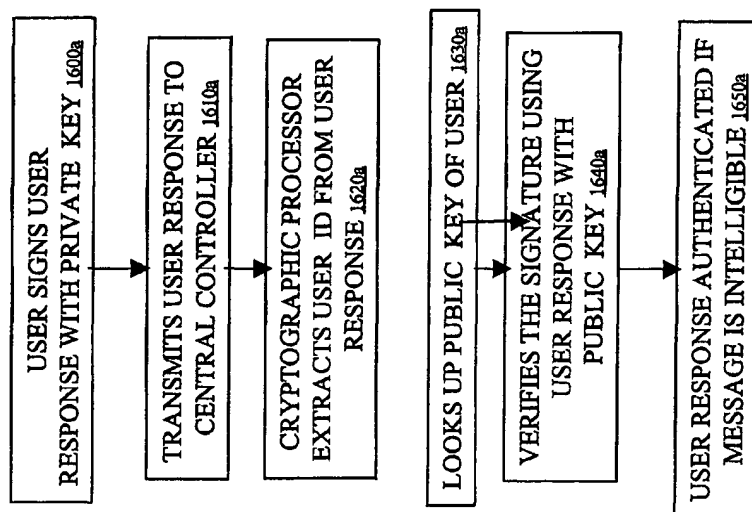 USER SIGNS USER
RESPONSE WITH PRIVATE KEY 1600a
TRANSMITS USER RESPONSE TO
CENTRAL CONTROLLER 1610a
CRYPTOGRAPHIC PROCESSOR
EXTRACTS USER ID FROM USER
RESPONSE 1620a
LOOKS UP PUBLIC KEY OF USER 1630a
VERIFIES THE SIGNATURE USING
USER RESPONSE WITH
PUBLIC KEY 1640a
USER RESPONSE AUTHENTICATED IF
MESSAGE IS INTELLIGIBLE 1650a